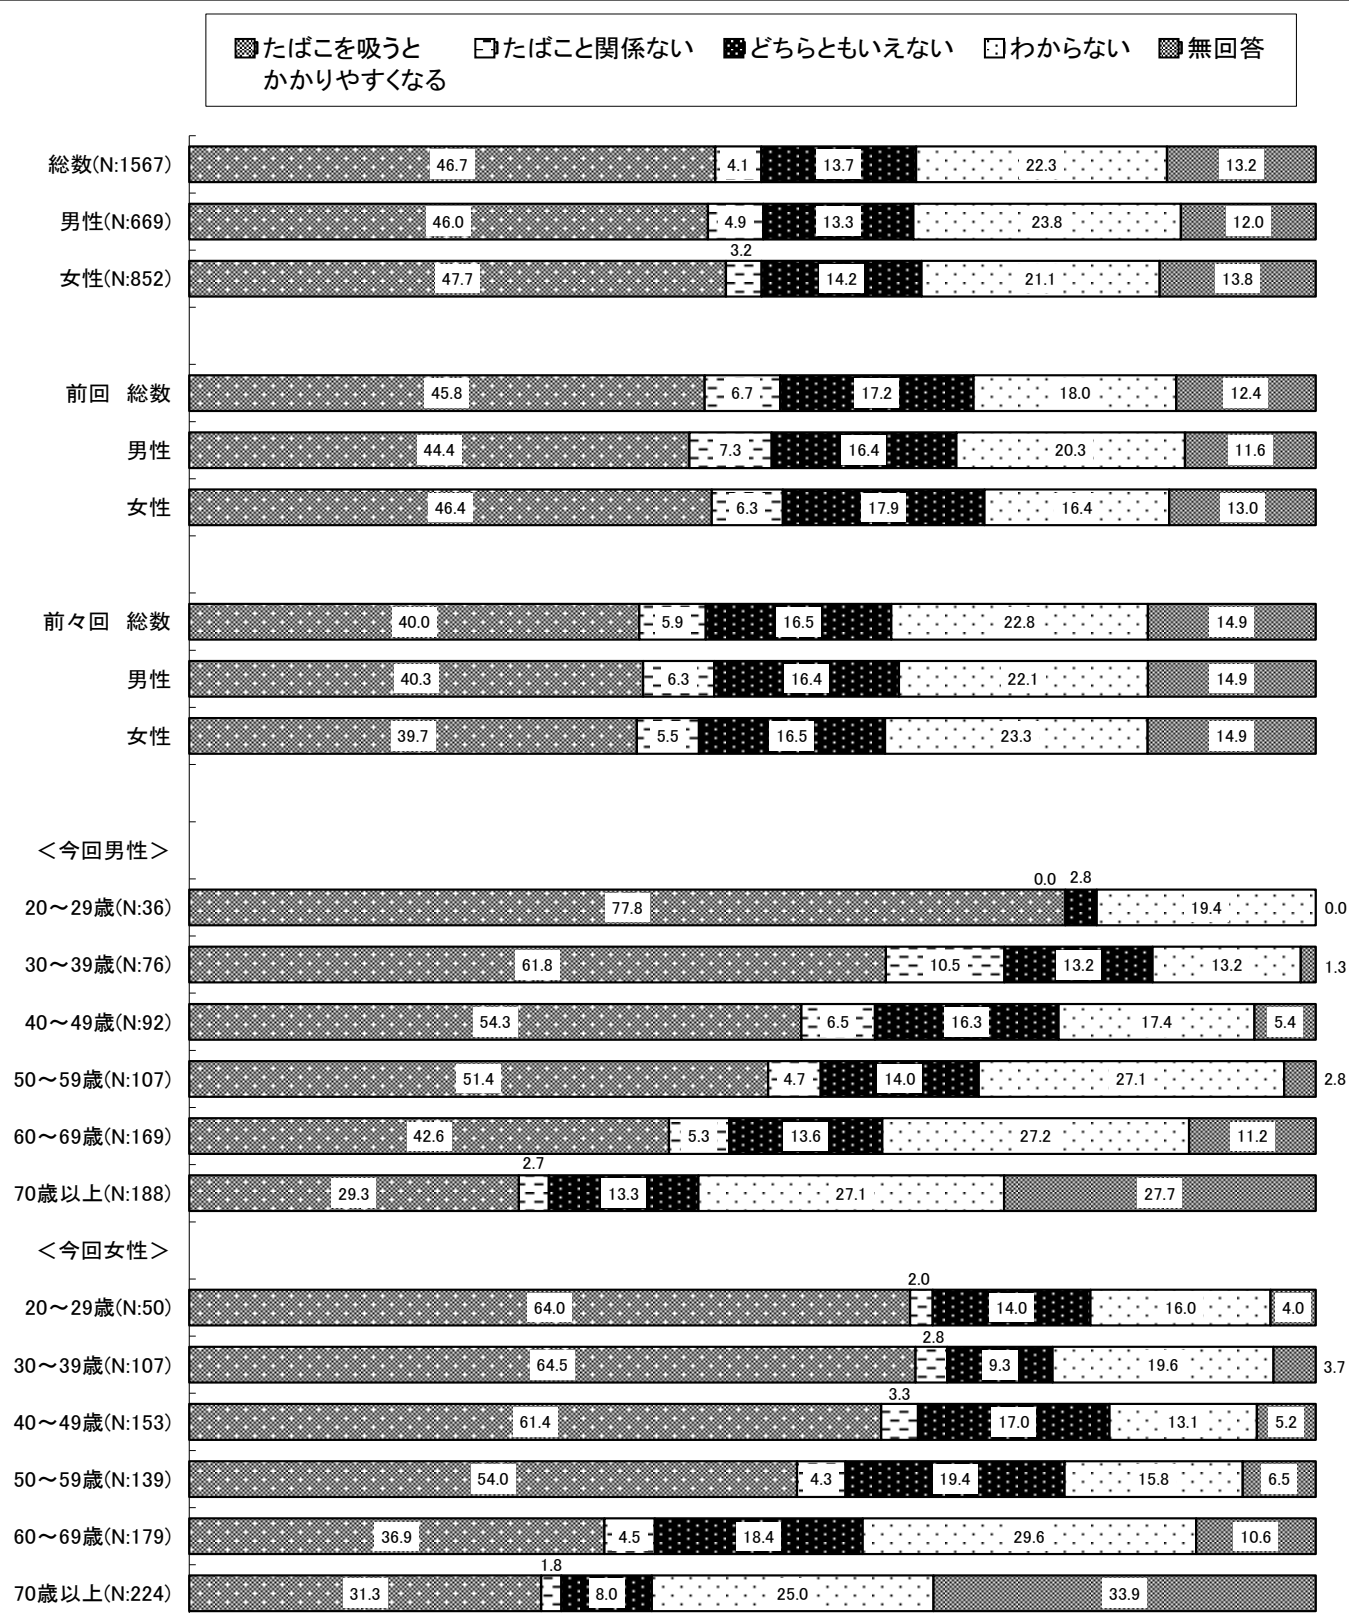 たばこを吸うと たばこと関係ない どちらともいえない わからない 無回答
かかりやすくなる
総数(N:1567) 46.7 4.1 13.7 22.3 13.2
男性(N:669) 46.0 4.9 13.3 23.8 12.0
3.2
女性(N:852) 47.7 14.2 21.1 13.8
前回 総数 45.8 6.7 17.2 18.0 12.4
男性 44.4 7.3 16.4 20.3 11.6
女性 46.4 6.3 17.9 16.4 13.0
前々回 総数 40.0 5.9 16.5 22.8 14.9
男性 40.3 6.3 16.4 22.1 14.9
女性 39.7 5.5 16.5 23.3 14.9
＜今回男性＞
0.0 2.8
20～29歳(N:36) 77.8 19.4 0.0
30～39歳(N:76) 61.8 10.5 13.2 13.2 1.3
40～49歳(N:92) 54.3 6.5 16.3 17.4 5.4
50～59歳(N:107) 51.4 4.7 14.0 27.1 2.8
60～69歳(N:169) 42.6 5.3 13.6 27.2 11.2
2.7
70歳以上(N:188) 29.3 13.3 27.1 27.7
＜今回女性＞
2.0
20～29歳(N:50) 64.0 14.0 16.0 4.0
2.8
30～39歳(N:107) 64.5 9.3 19.6 3.7
3.3
40～49歳(N:153) 61.4 17.0 13.1 5.2
50～59歳(N:139) 54.0 4.3 19.4 15.8 6.5
60～69歳(N:179) 36.9 4.5 18.4 29.6 10.6
1.8
70歳以上(N:224) 31.3 8.0 25.0 33.9